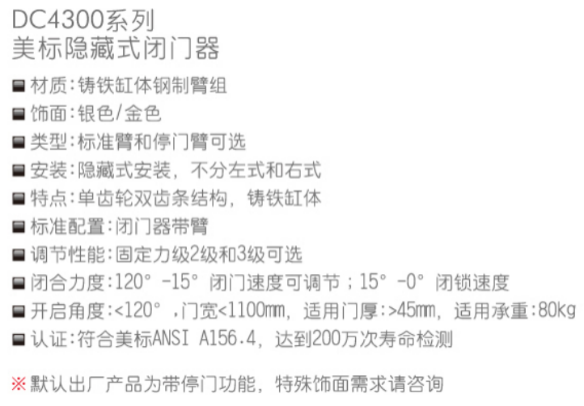 DC4300系列
美标隐藏式闭门器
材质:铸铁缸体钢制臂组
饰面:银色/金色
类型:标准臂和停门臂可选
安装:隐藏式安装，不分左式和右式
特点:单齿轮双齿条结构，铸铁缸体
标准配置:闭门器带臂
调节性能:固定力级2级和3级可选
闭合力度:120°-15°闭门速度可调节；15°-0°闭锁速度
开启角度:<120°,门宽<1100mm，适用门厚:>45mm，适用承重:80kg
认证:符合美标ANSI A156.4，达到200万次寿命检测
※默认出厂产品为带停门功能，特殊饰面需求请咨询